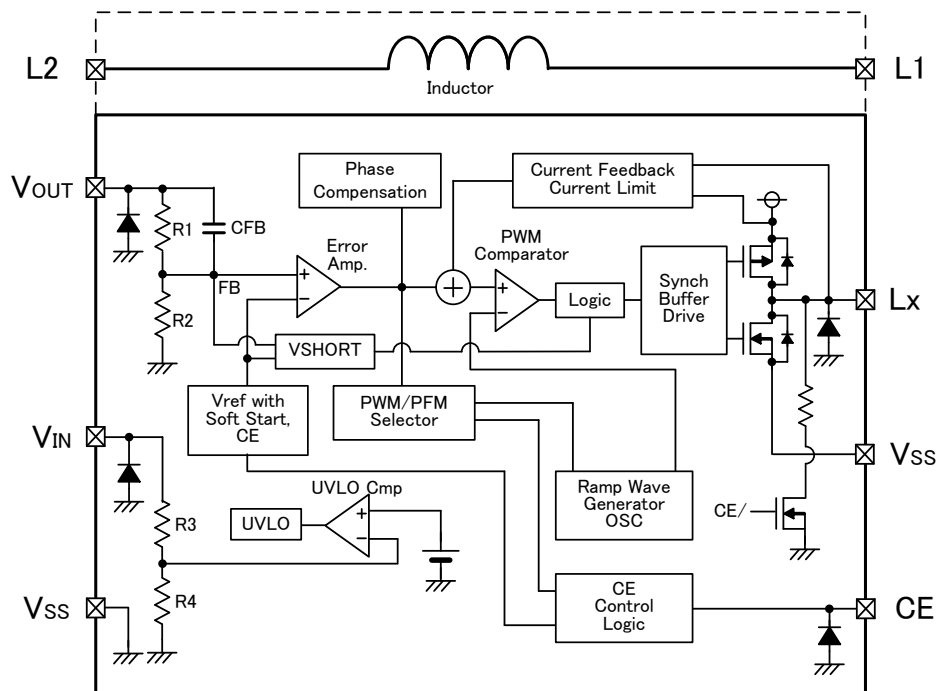 L2
L1
Inductor
VOUT
Phase
Compensation
Current Feedback
Current Limit
R1
CFB
Error
Amp.
PWM
Comparator
+
−
FB
+
+
−
Logic
Synch
Buffer
Drive
Lx
R2
VSHORT
Vref with
Soft Start,
CE
PWM/PFM
Selector
VIN
VSS
UVLO Cmp
Ramp Wave
Generator
OSC
CE/
R3
UVLO
+
−
R4
CE
Control
Logic
VSS
CE